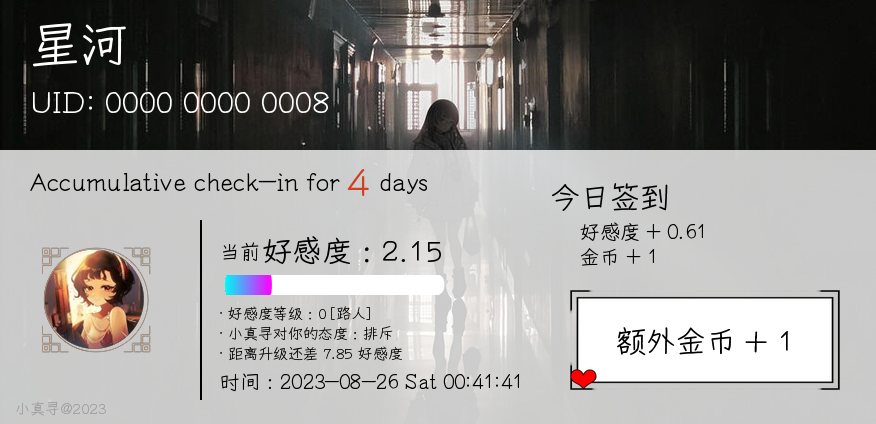 星河
UID: 0000 0000 0008
Accumulative check-in for 4 days
今日签到
好感度 + 0.61
金币 + 1
当前好感度 : 2.15
· 好感度等级 : 0 [路人]
· 小真寻对你的态度 : 排斥
· 距离升级还差 7.85 好感度
时间 : 2023-08-26 Sat 00:41:41
额外金币 + 1
小真寻@2023